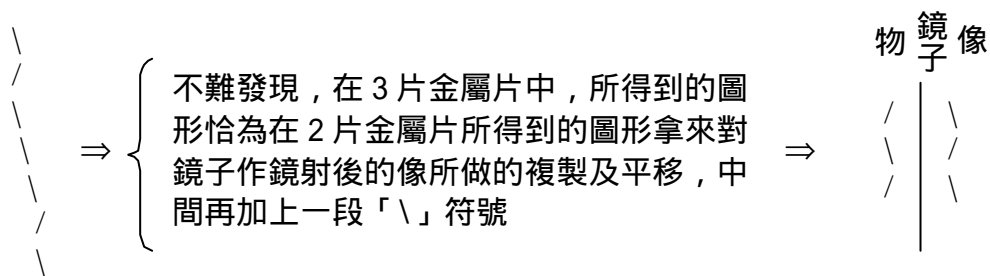 \
/
\
\
\
/
\
⇒
不難發現，在 3 片金屬片中，所得到的圖
形恰為在 2 片金屬片所得到的圖形拿來對
鏡子作鏡射後的像所做的複製及平移，中
間再加上一段「\」符號
⇒
物 鏡子 像
/ \
\ /
/ \